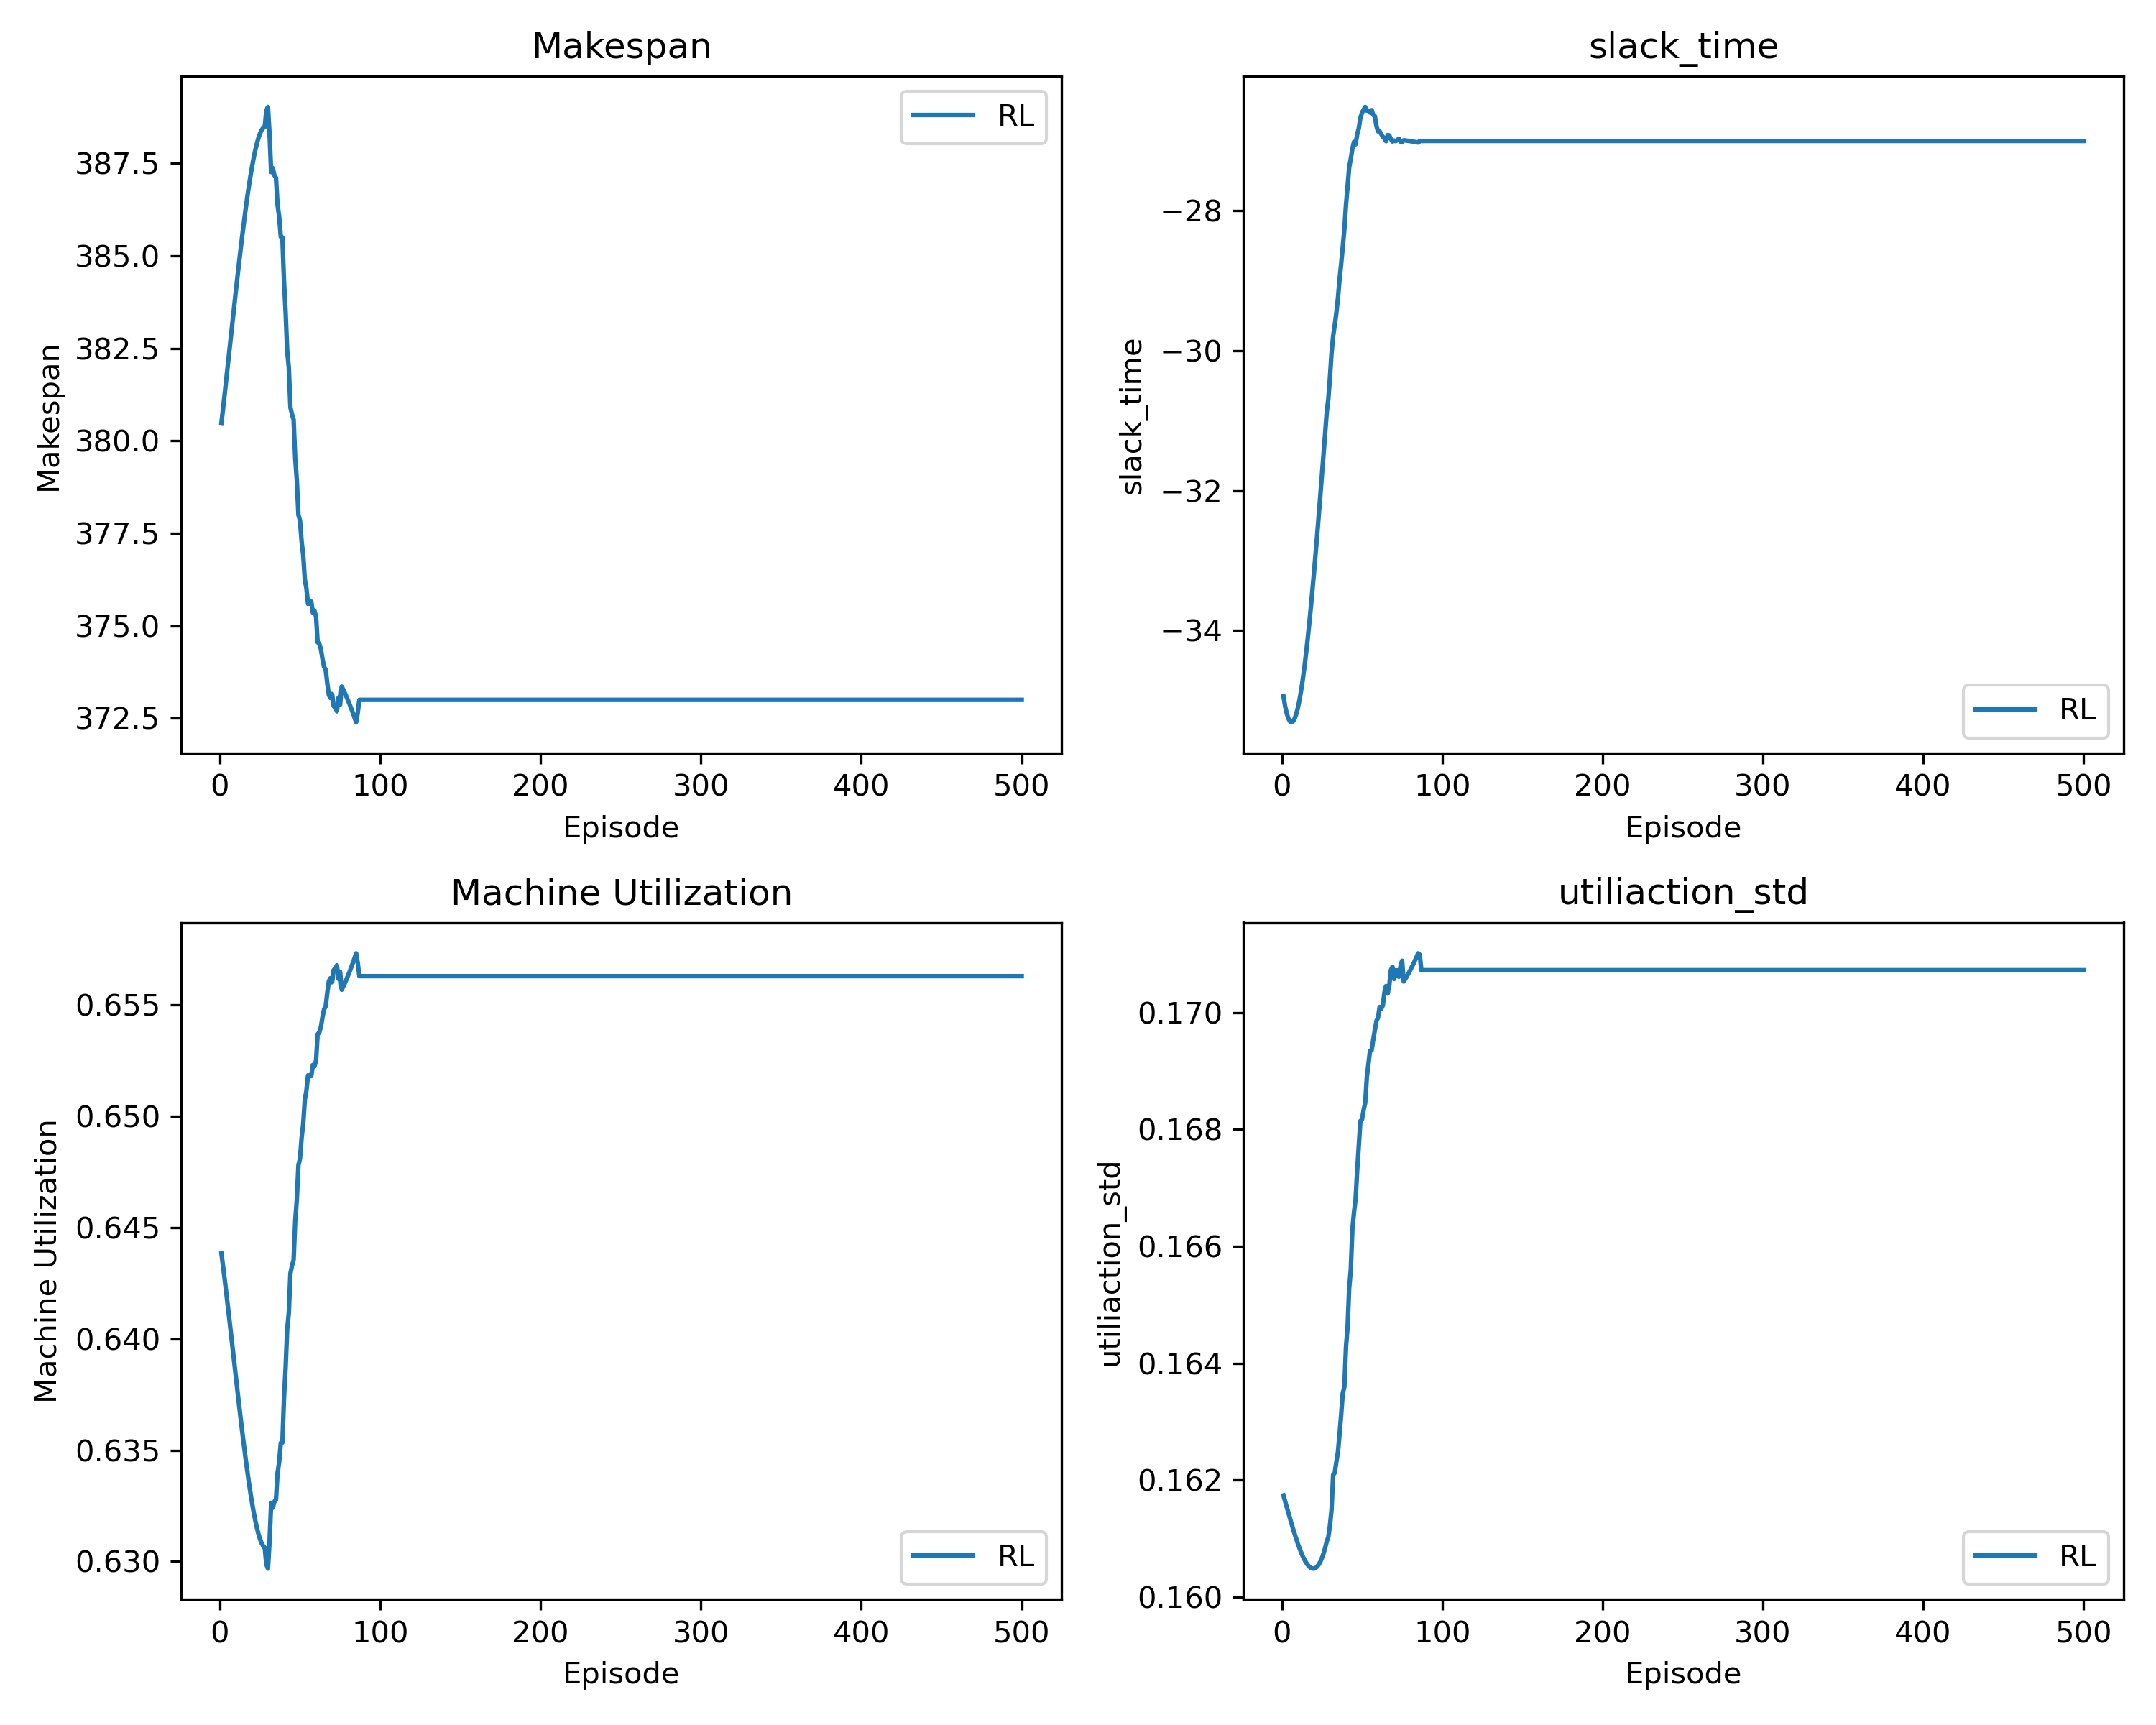 Makespan
Makespan
387.5
385.0
382.5
380.0
377.5
375.0
372.5
0 100 200 300 400 500
Episode
RL
slack_time
slack_time
−28
−30
−32
−34
0 100 200 300 400 500
Episode
RL
Machine Utilization
Machine Utilization
0.655
0.650
0.645
0.640
0.635
0.630
0 100 200 300 400 500
Episode
RL
utiliaction_std
utiliaction_std
0.170
0.168
0.166
0.164
0.162
0.160
0 100 200 300 400 500
Episode
RL